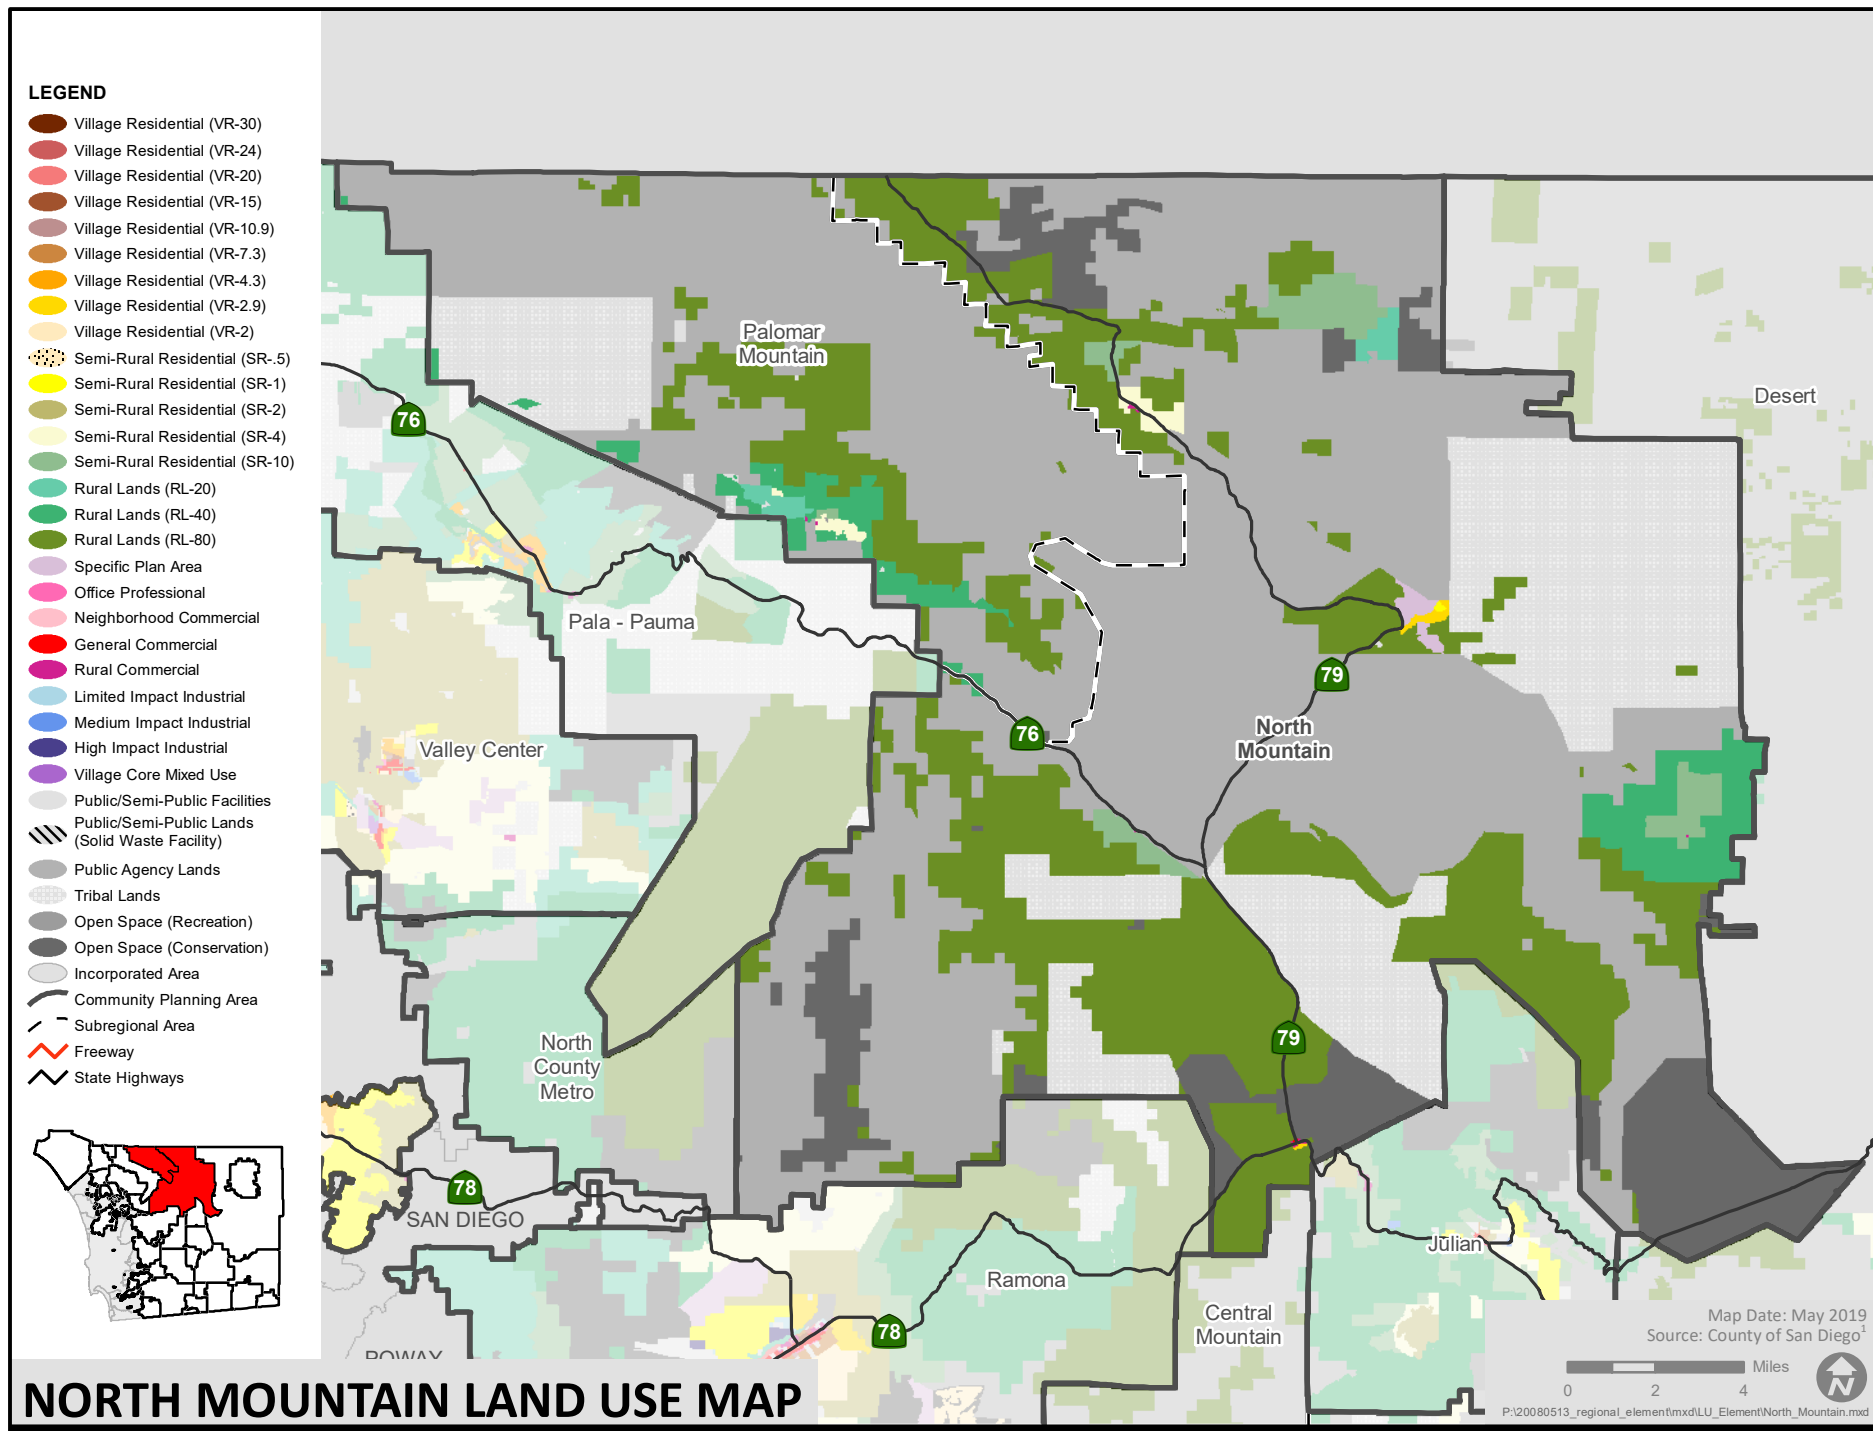 LEGEND
Village Residential (VR-30)
Village Residential (VR-24)
Village Residential (VR-20)
Village Residential (VR-15)
Village Residential (VR-10.9)
Village Residential (VR-7.3)
Village Residential (VR-4.3)
Village Residential (VR-2.9)
Village Residential (VR-2)
Semi-Rural Residential (SR-.5)
Semi-Rural Residential (SR-1)
Semi-Rural Residential (SR-2)
Semi-Rural Residential (SR-4)
Semi-Rural Residential (SR-10)
Rural Lands (RL-20)
Rural Lands (RL-40)
Rural Lands (RL-80)
Specific Plan Area
Office Professional
Neighborhood Commercial
General Commercial
Rural Commercial
Limited Impact Industrial
Medium Impact Industrial
High Impact Industrial
Village Core Mixed Use
Public/Semi-Public Facilities
Public/Semi-Public Lands
(Solid Waste Facility)
Public Agency Lands
Tribal Lands
Open Space (Recreation)
Open Space (Conservation)
Incorporated Area
Community Planning Area
Subregional Area
Freeway
State Highways
Palomar
Mountain
Desert
76
Pala - Pauma
79
76
North
Mountain
Valley Center
North
County
Metro
79
78
SAN DIEGO
Julian
Ramona
Central
Mountain
78
POWAY
Map Date: May 2019
Source: County of San Diego1
Miles
0 2 4
N
P:\20080513_regional_element\mxd\LU_Element\North_Mountain.mxd
NORTH MOUNTAIN LAND USE MAP